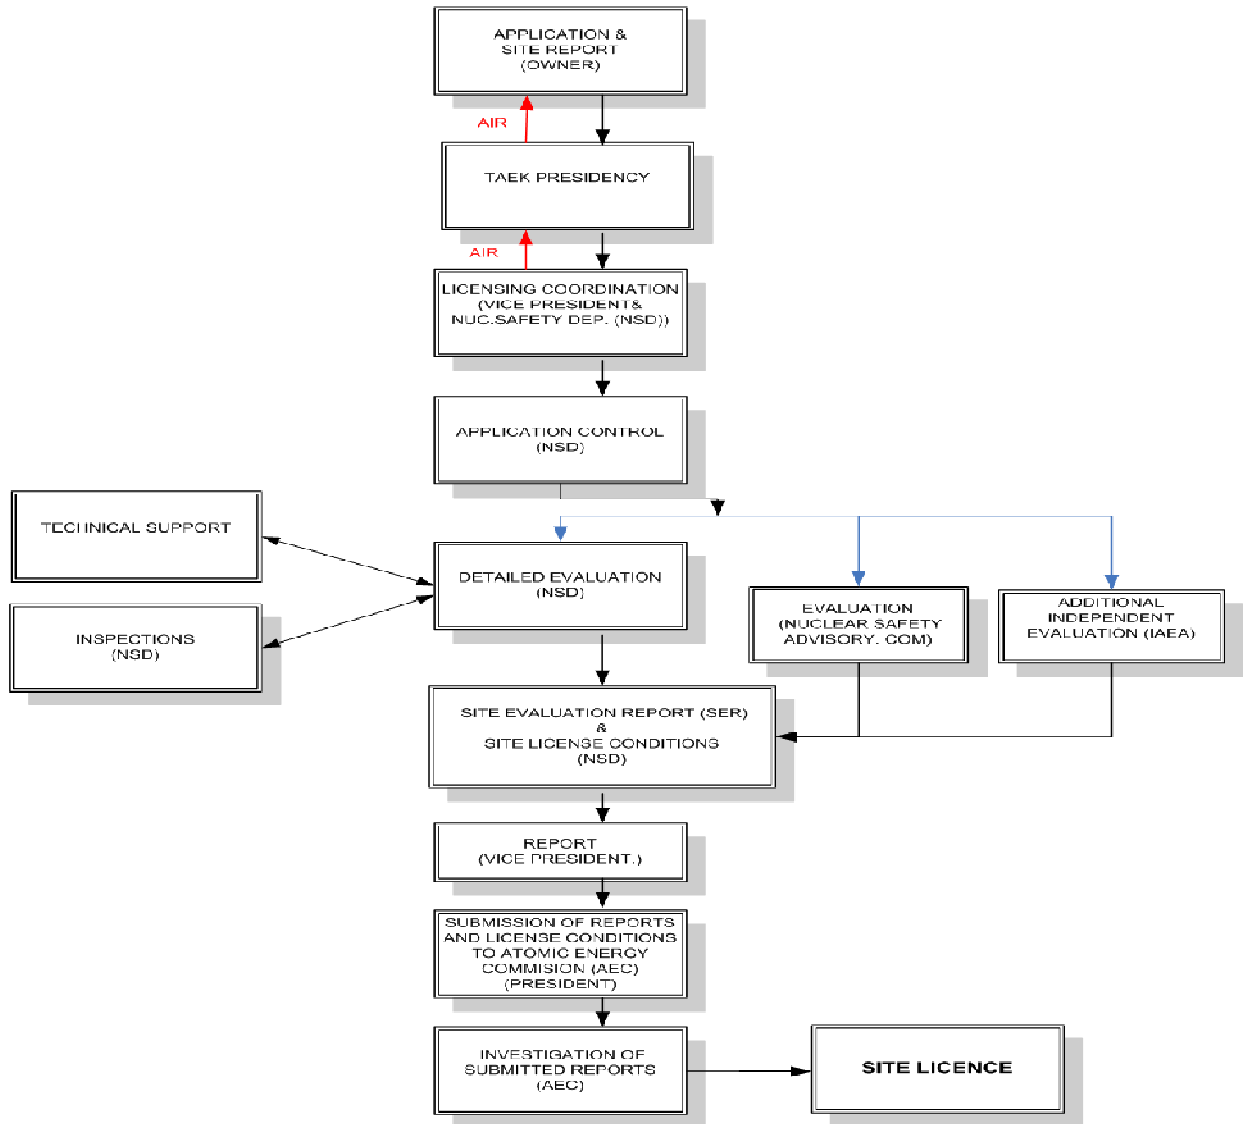 APPLICATION &
SITE REPORT
(OWNER)
AIR
TAEK PRESIDENCY
AIR
LICENSING COORDINATION
(VICE PRESIDENT&
NUC.SAFETY DEP. (NSD))
APPLICATION CONTROL
(NSD)
TECHNICAL SUPPORT
DETAILED EVALUATION
(NSD)
EVALUATION
(NUCLEAR SAFETY
ADVISORY. COM)
ADDITIONAL
INDEPENDENT
EVALUATION (IAEA)
INSPECTIONS
(NSD)
SITE EVALUATION REPORT (SER)
&
SITE LICENSE CONDITIONS
(NSD)
REPORT
(VICE PRESIDENT.)
SUBMISSION OF REPORTS
AND LICENSE CONDITIONS
TO ATOMIC ENERGY
COMMISION (AEC)
(PRESIDENT)
INVESTIGATION OF
SUBMITTED REPORTS
(AEC)
SITE LICENCE